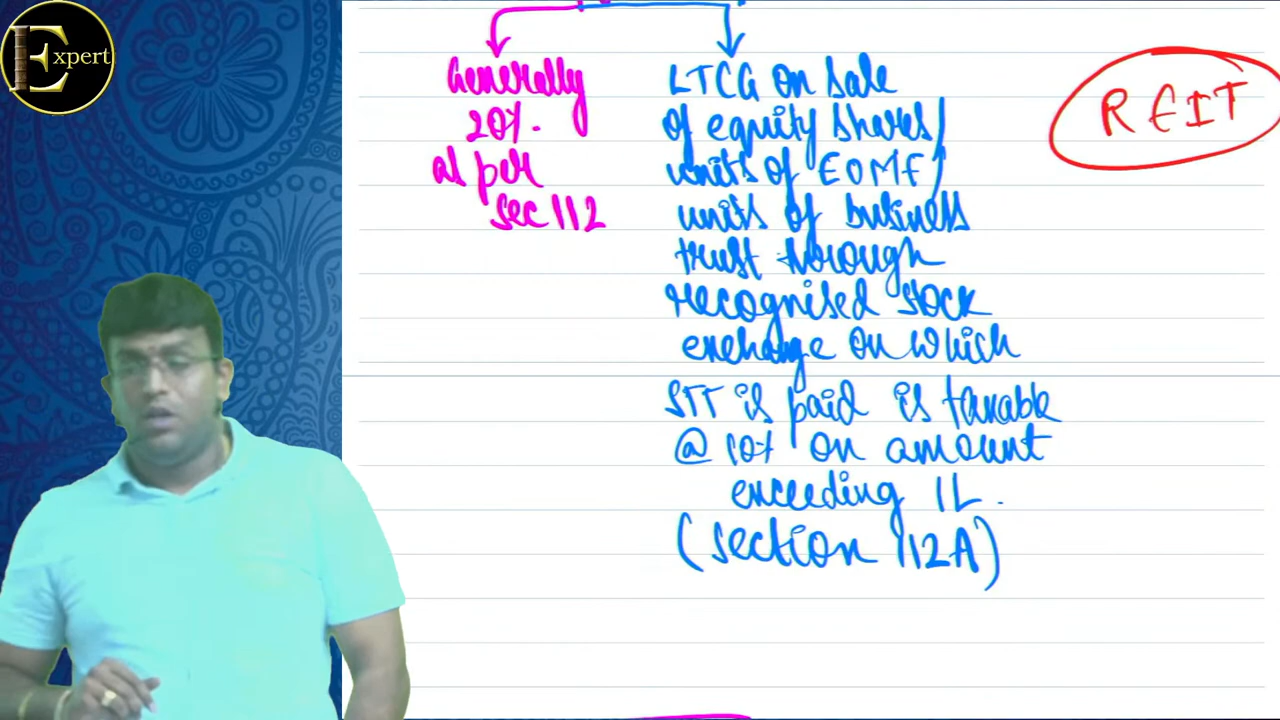 Expert
Generally
20%.
as per
Sec 112
LTCG on sale
of equity shares/
units of EOMF/
units of business
trust through
recognised stock
exchange on which
STT is paid is taxable
@ 10% on amount
exceeding 1L.
(Section 112A)
REIT